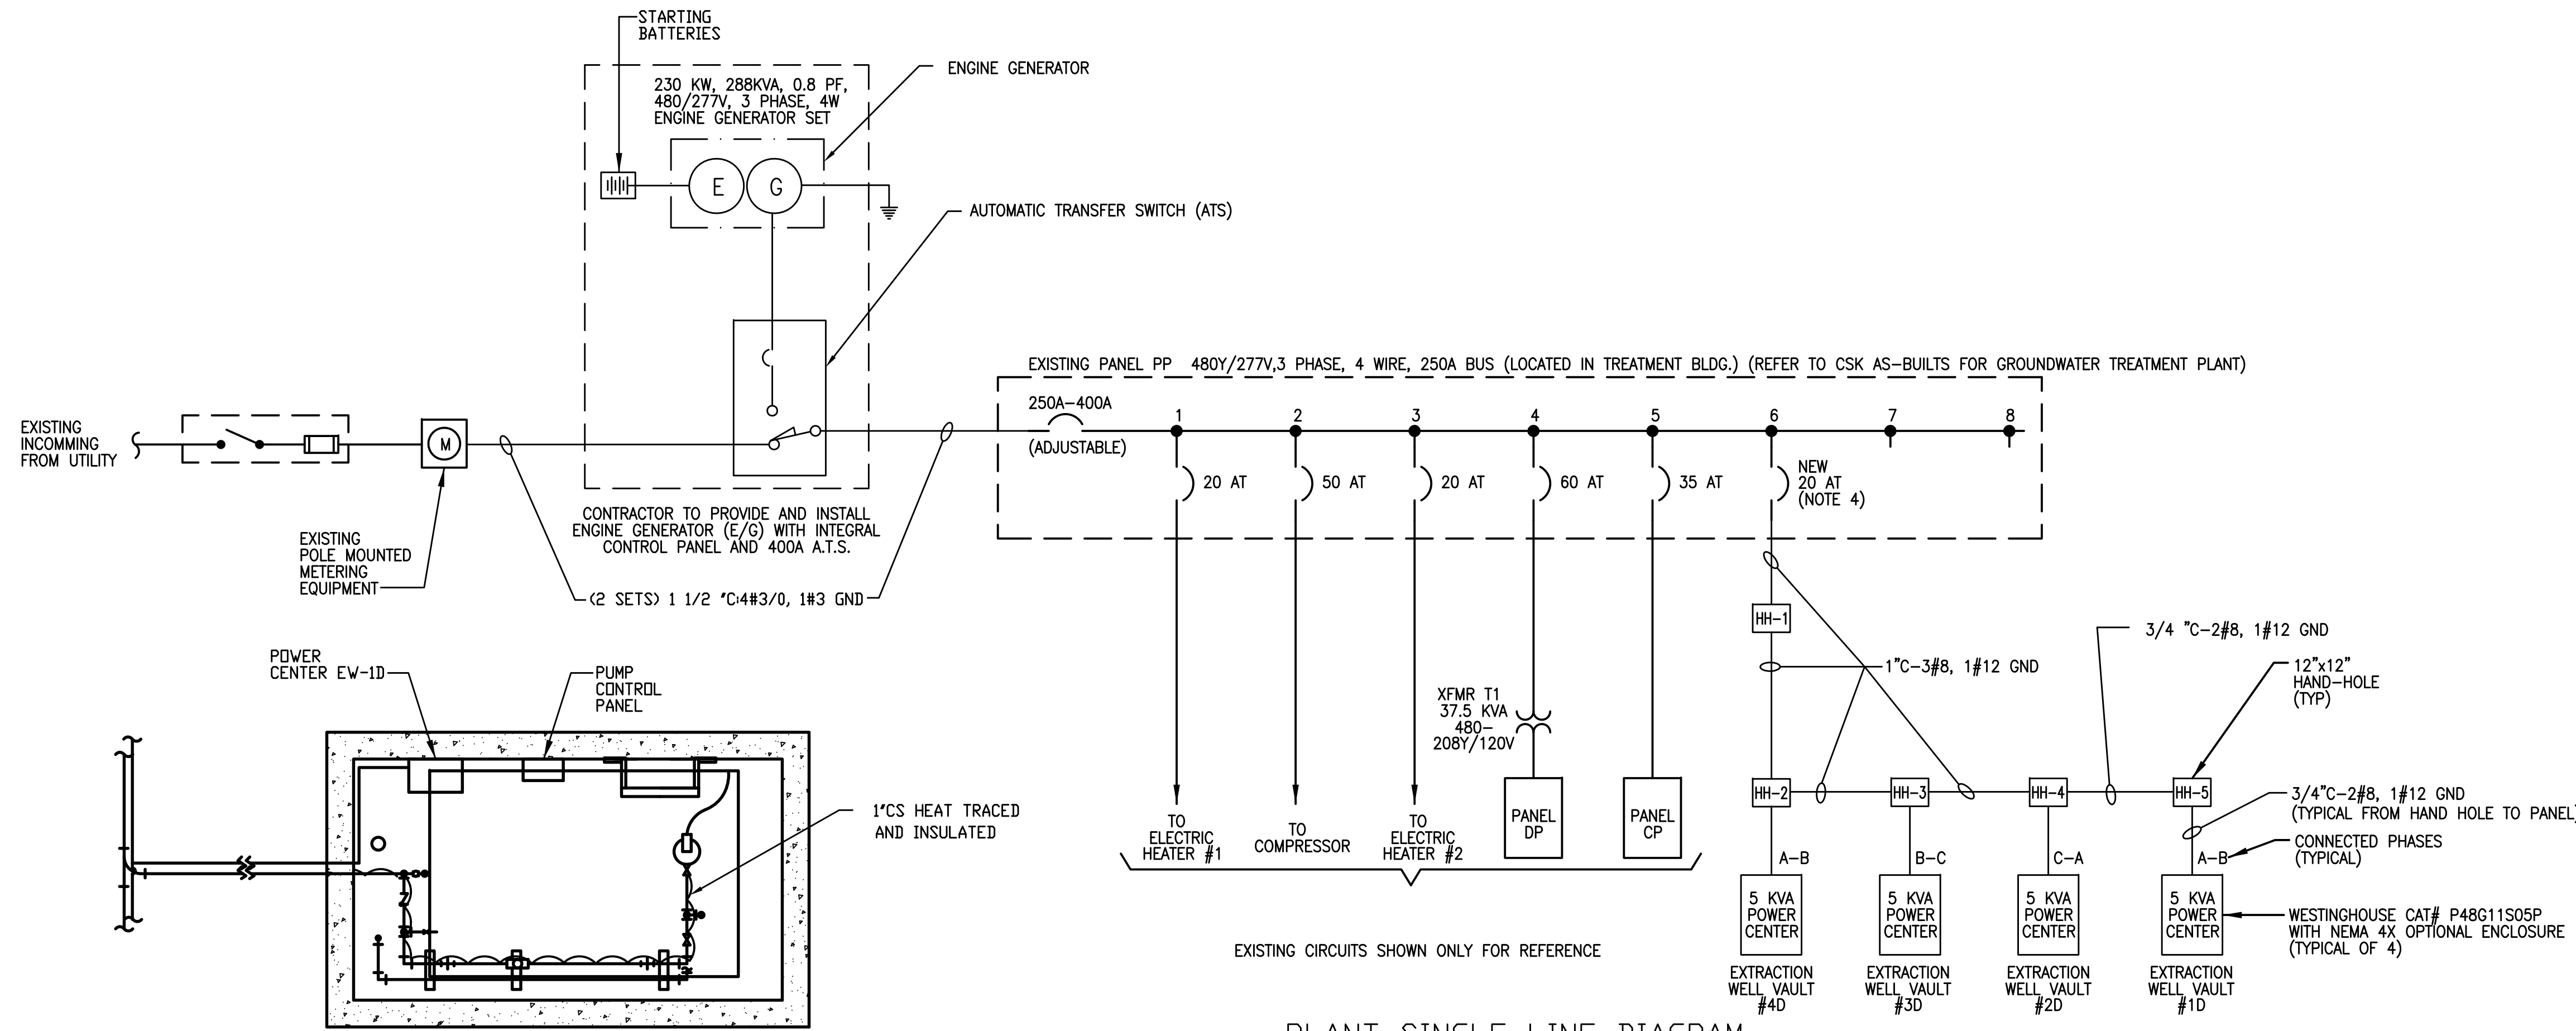 STARTING
BATTERIES
230 KW, 288KVA, 0.8 PF,
480/277V, 3 PHASE, 4W
ENGINE GENERATOR SET
ENGINE GENERATOR
E
G
AUTOMATIC TRANSFER SWITCH (ATS)
EXISTING
INCOMMING
FROM UTILITY
M
EXISTING
POLE MOUNTED
METERING
EQUIPMENT
CONTRACTOR TO PROVIDE AND INSTALL
ENGINE GENERATOR (E/G) WITH INTEGRAL
CONTROL PANEL AND 400A A.T.S.
(2 SETS) 1 1/2 "C:4#3/0, 1#3 GND
EXISTING PANEL PP 480Y/277V,3 PHASE, 4 WIRE, 250A BUS (LOCATED IN TREATMENT BLDG.) (REFER TO CSK AS-BUILTS FOR GROUNDWATER TREATMENT PLANT)
250A-400A
(ADJUSTABLE)
1
2
3
4
5
6
7
8
20 AT
50 AT
20 AT
60 AT
35 AT
NEW
20 AT
(NOTE 4)
HH-1
1"C-3#8, 1#12 GND
3/4 "C-2#8, 1#12 GND
12"x12"
HAND-HOLE
(TYP)
XFMR T1
37.5 KVA
480-
208Y/120V
HH-2
HH-3
HH-4
HH-5
3/4"C-2#8, 1#12 GND
(TYPICAL FROM HAND HOLE TO PANEL)
CONNECTED PHASES
(TYPICAL)
TO
ELECTRIC
HEATER #1
TO
COMPRESSOR
TO
ELECTRIC
HEATER #2
PANEL
DP
PANEL
CP
A-B
B-C
C-A
A-B
5 KVA
POWER
CENTER
5 KVA
POWER
CENTER
5 KVA
POWER
CENTER
5 KVA
POWER
CENTER
WESTINGHOUSE CAT# P48G11S05P
WITH NEMA 4X OPTIONAL ENCLOSURE
(TYPICAL OF 4)
EXTRACTION
WELL VAULT
#4D
EXTRACTION
WELL VAULT
#3D
EXTRACTION
WELL VAULT
#2D
EXTRACTION
WELL VAULT
#1D
EXISTING CIRCUITS SHOWN ONLY FOR REFERENCE
POWER
CENTER EW-1D
PUMP
CONTROL
PANEL
1"CS HEAT TRACED
AND INSULATED
PLANT SINGLE LINE DIAGRAM